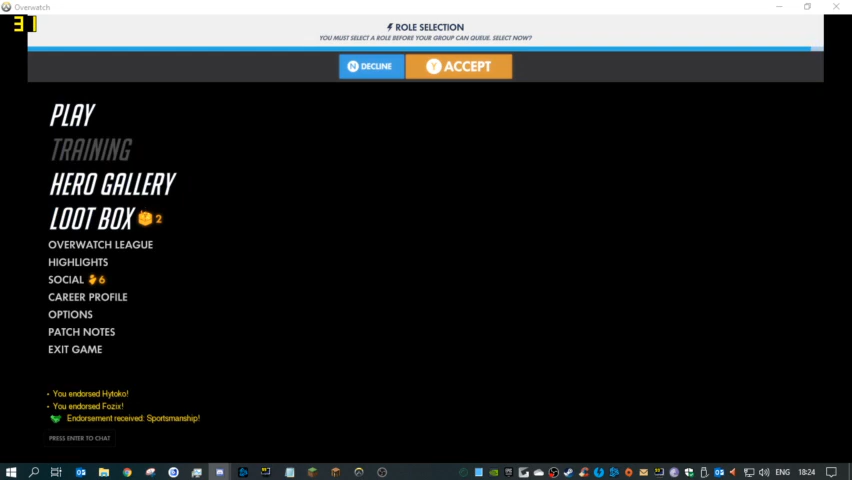 Overwatch
31
ROLE SELECTION
YOU MUST SELECT A ROLE BEFORE YOUR GROUP CAN QUEUE. SELECT NOW?
N DECLINE
Y ACCEPT
PLAY
TRAINING
HERO GALLERY
LOOT BOX 2
OVERWATCH LEAGUE
HIGHLIGHTS
SOCIAL 6
CAREER PROFILE
OPTIONS
PATCH NOTES
EXIT GAME
• You endorsed Hytoko!
• You endorsed Fozix!
Endorsement received: Sportsmanship!
PRESS ENTER TO CHAT
ENG 18:24